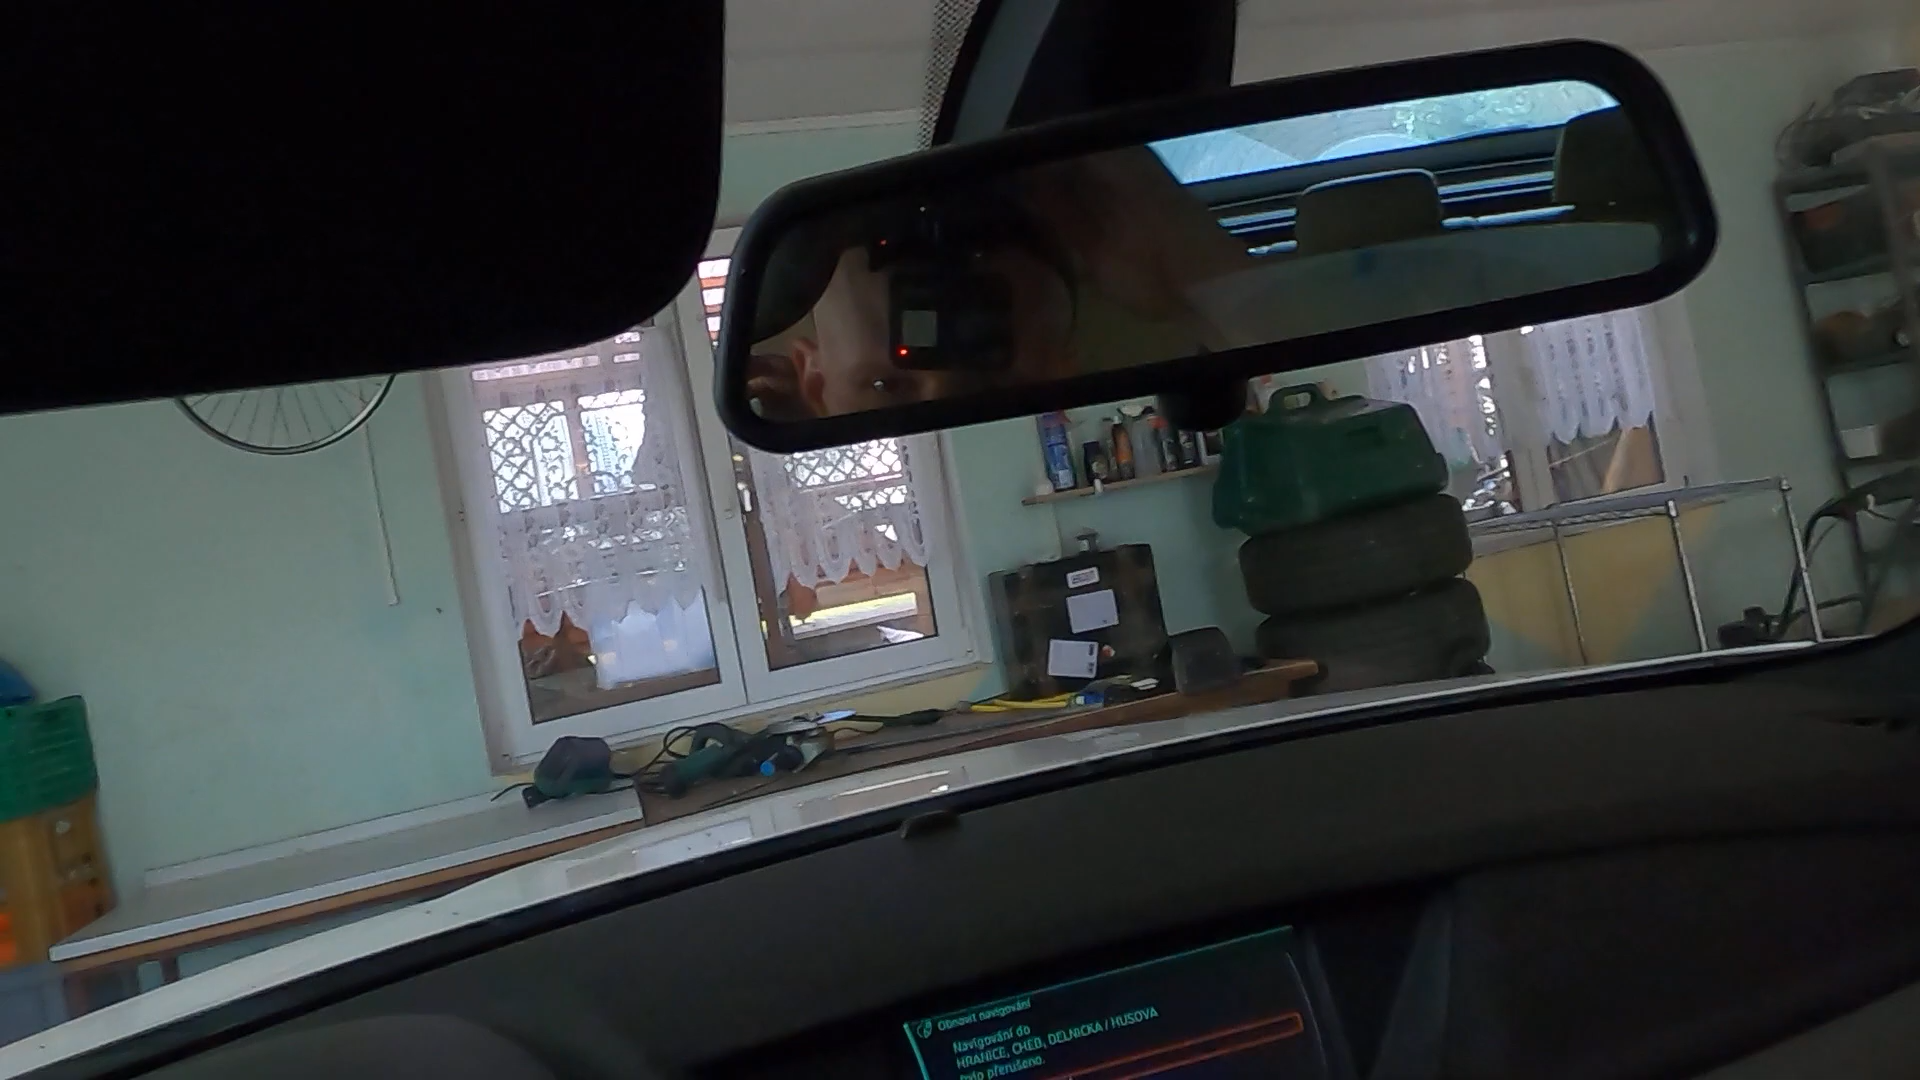 Obnovit navigování
Navigování do
HRANICE, CHEB, DELNICKA / HUSOVA
bylo přerušeno.